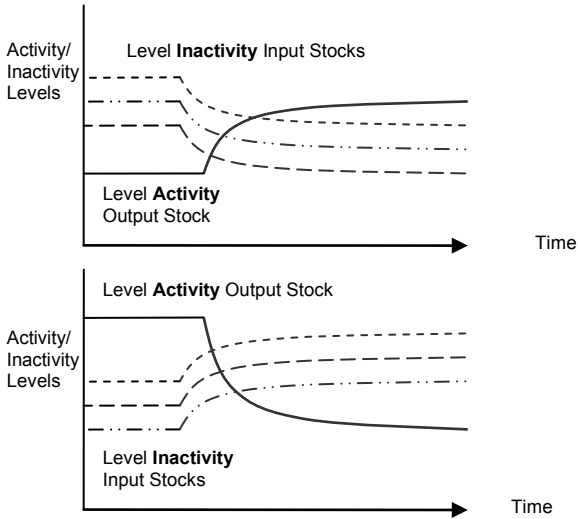 Activity/
Inactivity
Levels
Level Inactivity Input Stocks
Level Activity
Output Stock
Time
Level Activity Output Stock
Activity/
Inactivity
Levels
Level Inactivity
Input Stocks
Time